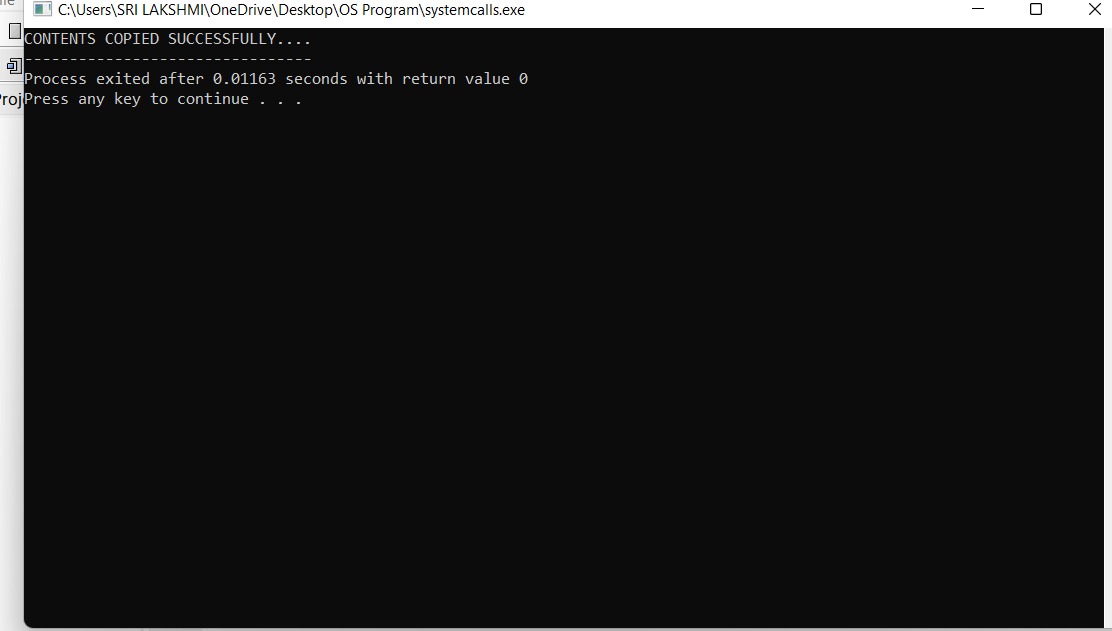 C:\Users\SRI LAKSHMI\OneDrive\Desktop\OS Program\systemcalls.exe
CONTENTS COPIED SUCCESSFULLY....
--------------------------------
Process exited after 0.01163 seconds with return value 0
Proj
Press any key to continue . . .